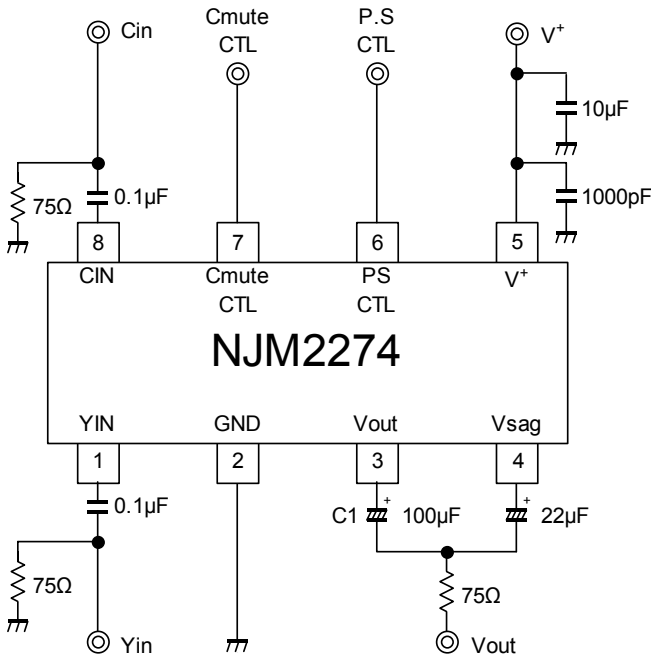 Cin
Cmute
CTL
P.S
CTL
V+
10µF
75Ω
0.1µF
1000pF
8
7
6
5
CIN
Cmute
CTL
PS
CTL
V+
NJM2274
YIN
GND
Vout
Vsag
1
2
3
4
0.1µF
C1
+
100µF
+
22µF
75Ω
75Ω
Yin
Vout